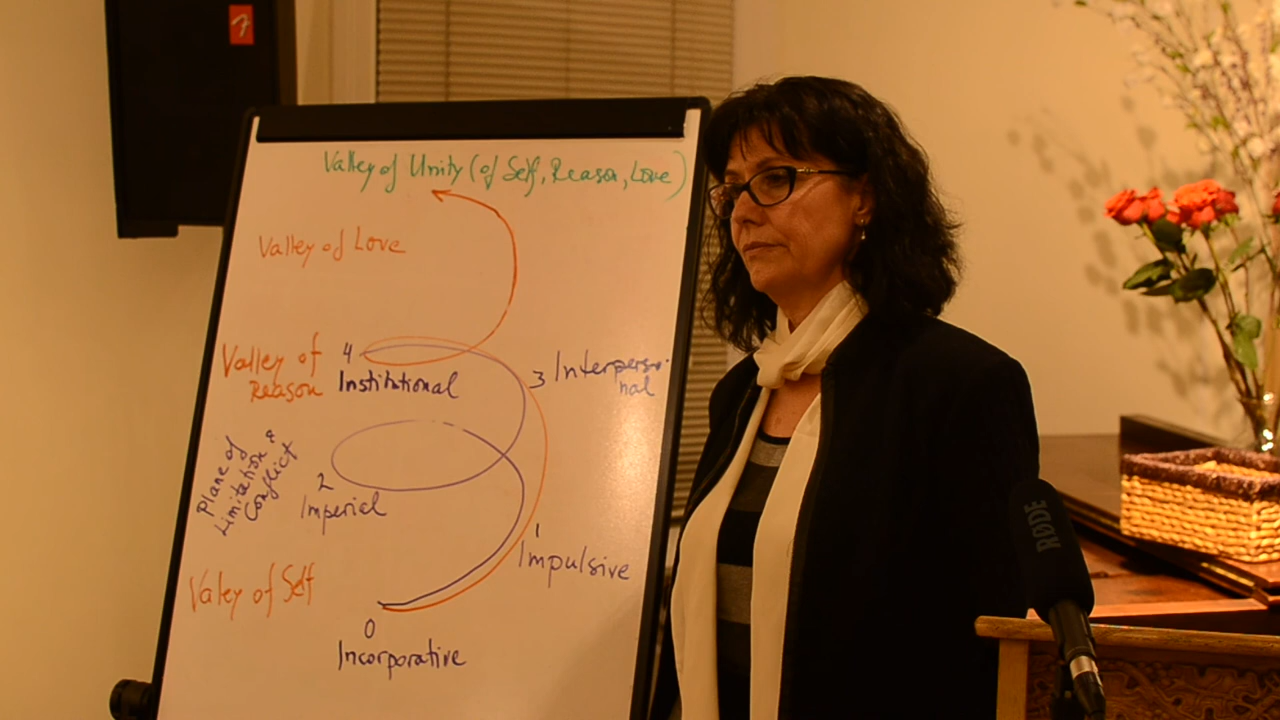 Valley of Unity (of Self, Reason, Love)
Valley of Love
Valley of
Reason
4
Institutional
3 Interperso-
nal
Plane of
Limitation &
Conflict
2
Imperial
1
Impulsive
Valey of Self
0
Incorporative
RØDE